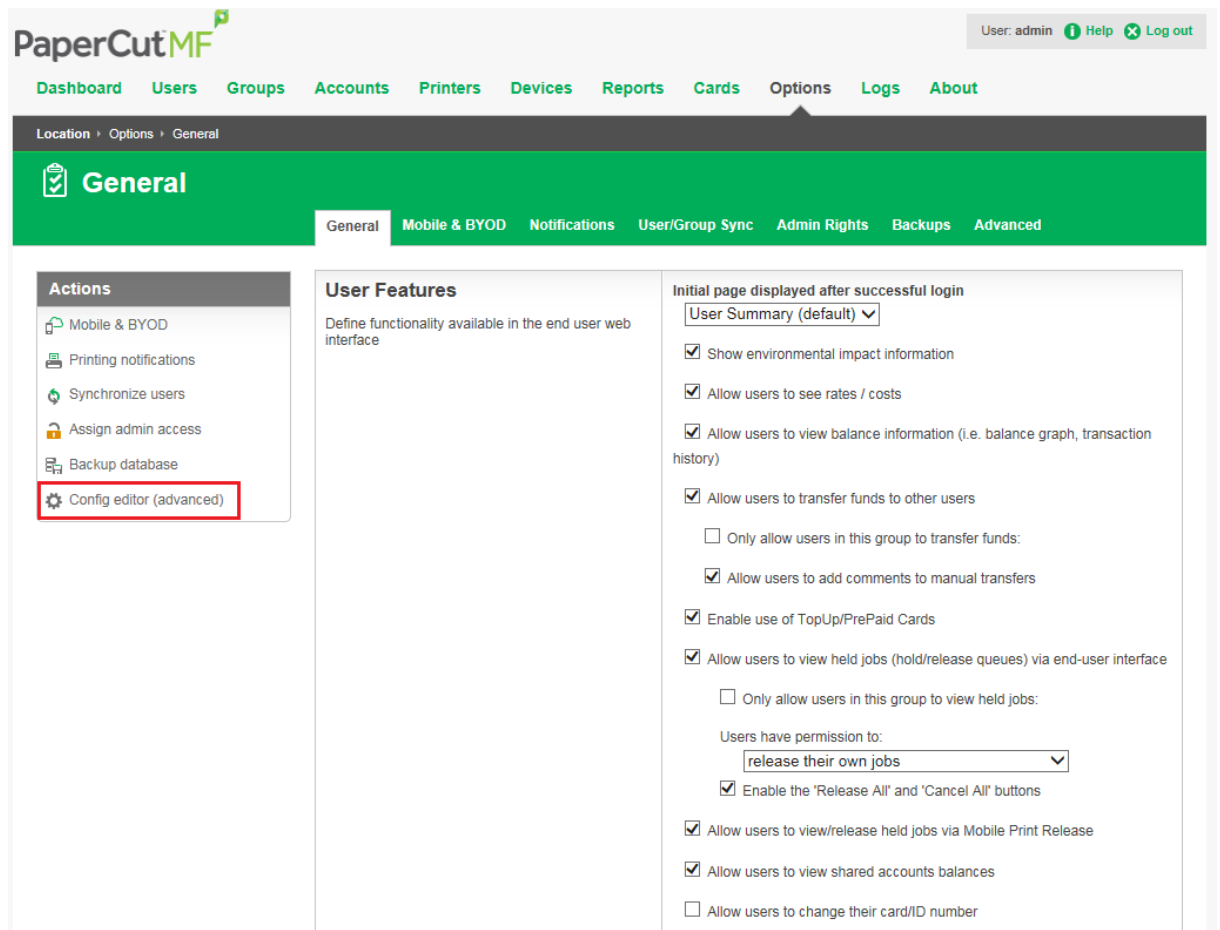 PaperCut MF
User: admin Help Log out
Dashboard Users Groups Accounts Printers Devices Reports Cards Options Logs About
Location Options General
General
General Mobile & BYOD Notifications User/Group Sync Admin Rights Backups Advanced
Actions
Mobile & BYOD
Printing notifications
Synchronize users
Assign admin access
Backup database
Config editor (advanced)
User Features
Define functionality available in the end user web
interface
Initial page displayed after successful login
User Summary (default)
Show environmental impact information
Allow users to see rates / costs
Allow users to view balance information (i.e. balance graph, transaction
history)
Allow users to transfer funds to other users
Only allow users in this group to transfer funds:
Allow users to add comments to manual transfers
Enable use of TopUp/PrePaid Cards
Allow users to view held jobs (hold/release queues) via end-user interface
Only allow users in this group to view held jobs:
Users have permission to:
release their own jobs
Enable the 'Release All' and 'Cancel All' buttons
Allow users to view/release held jobs via Mobile Print Release
Allow users to view shared accounts balances
Allow users to change their card/ID number